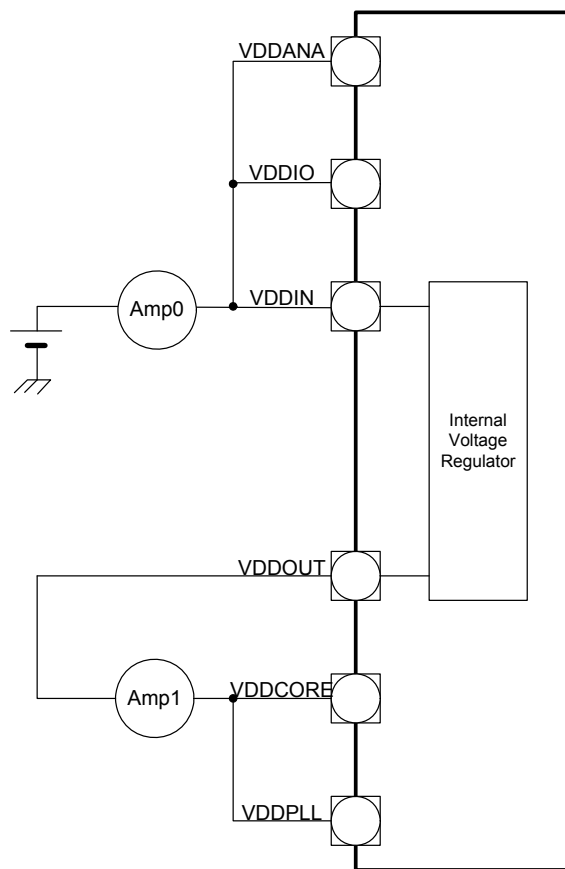 VDDANA
VDDIO
Amp0
VDDIN
Internal
Voltage
Regulator
VDDOUT
Amp1
VDDCORE
VDDPLL